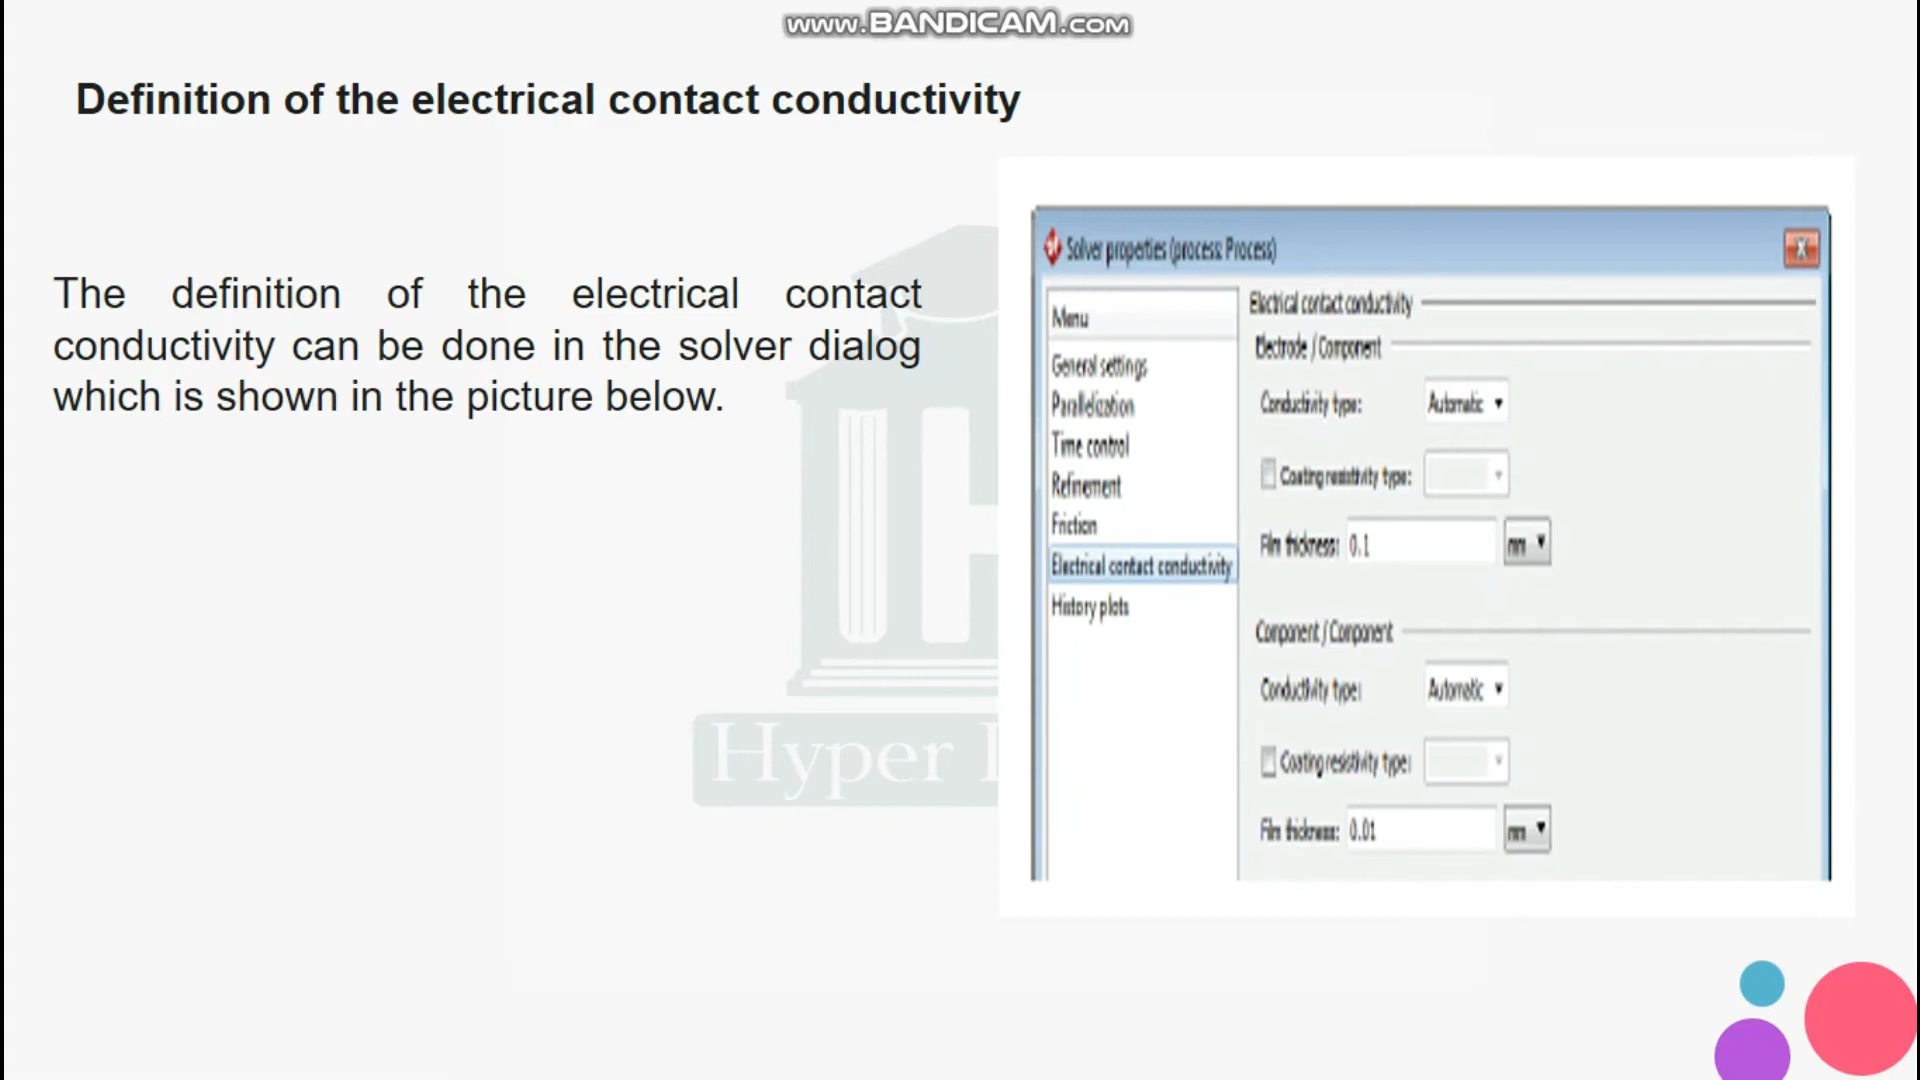 www.BANDICAM.com
Definition of the electrical contact conductivity
The definition of the electrical contact
conductivity can be done in the solver dialog
which is shown in the picture below.
Solver properties (process: Process)
Menu
General settings
Parallelization
Time control
Refinement
Friction
Electrical contact conductivity
History plots
Electrical contact conductivity
Electrode / Component
Conductivity type: Automatic
Coating resistivity type:
Film thickness: 0.1 mm
Component / Component
Conductivity type: Automatic
Coating resistivity type:
Film thickness: 0.01 mm
Hyper